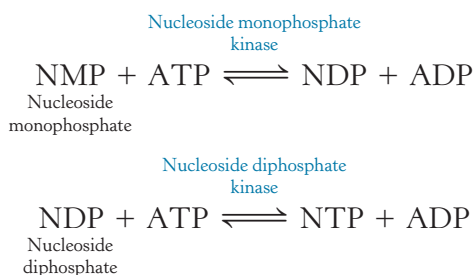 Nucleoside monophosphate
kinase
NMP + ATP ⇌ NDP + ADP
Nucleoside
monophosphate
Nucleoside diphosphate
kinase
NDP + ATP ⇌ NTP + ADP
Nucleoside
diphosphate